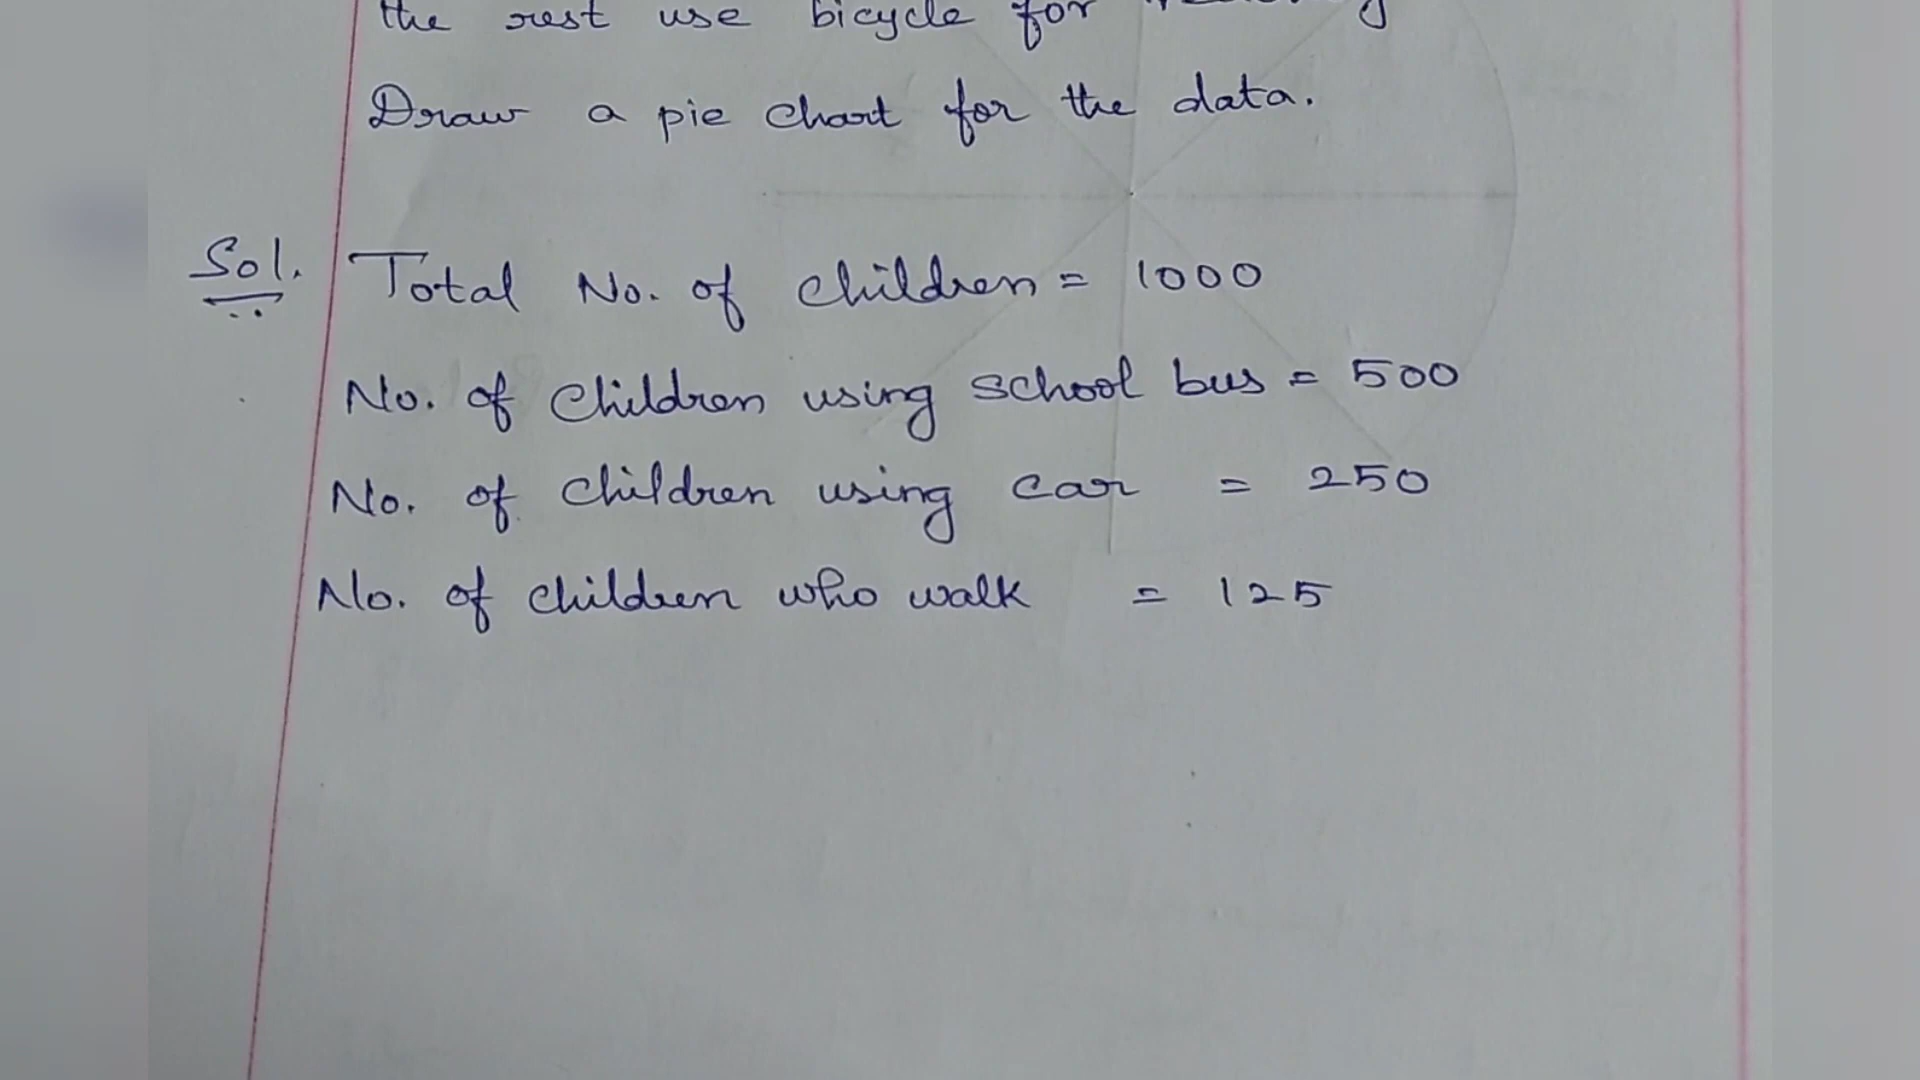 the rest use bicycle for
Draw a pie chart for the data.
Sol. Total No. of children = 1000
No. of children using school bus = 500
No. of children using car = 250
No. of children who walk = 125